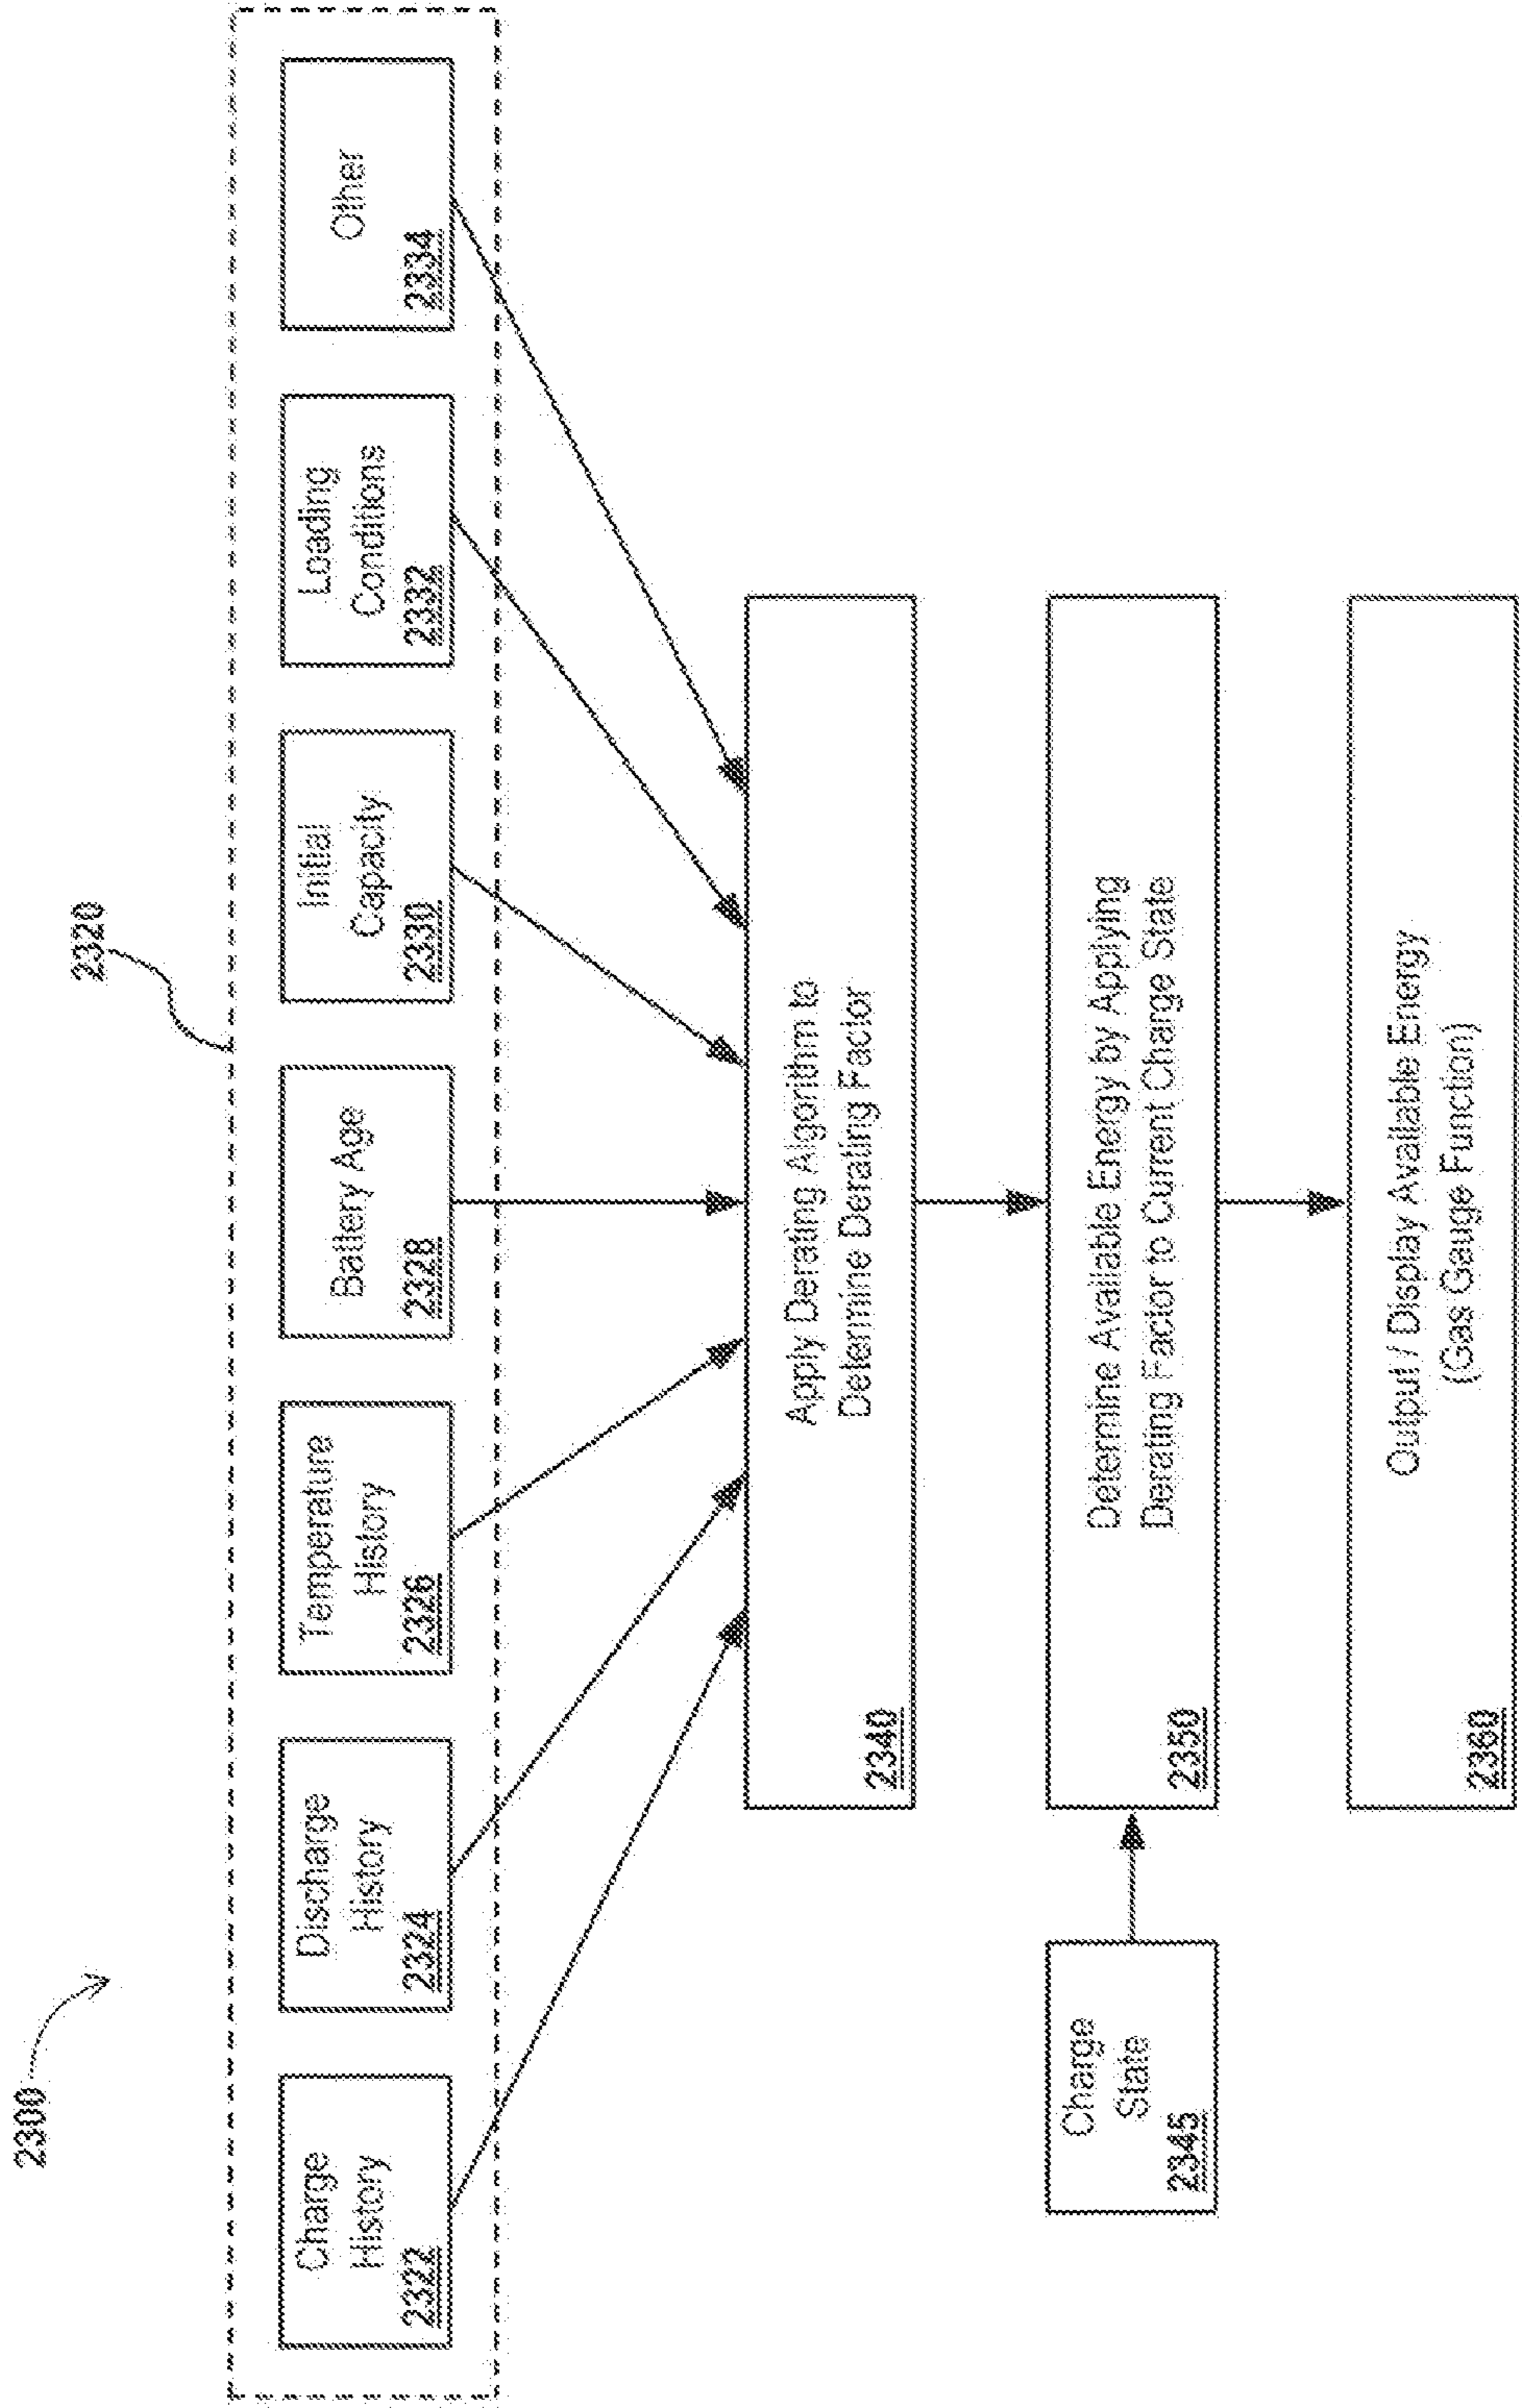 2300
2320
Charge
History
2322
Discharge
History
2324
Temperature
History
2326
Battery Age
2328
Initial
Capacity
2330
Loading
Conditions
2332
Other
2334
Apply Derating Algorithm to
Determine Derating Factor
2340
Charge
State
2345
Determine Available Energy by Applying
Derating Factor to Current Charge State
2350
Output / Display Available Energy
(Gas Gauge Function)
2360